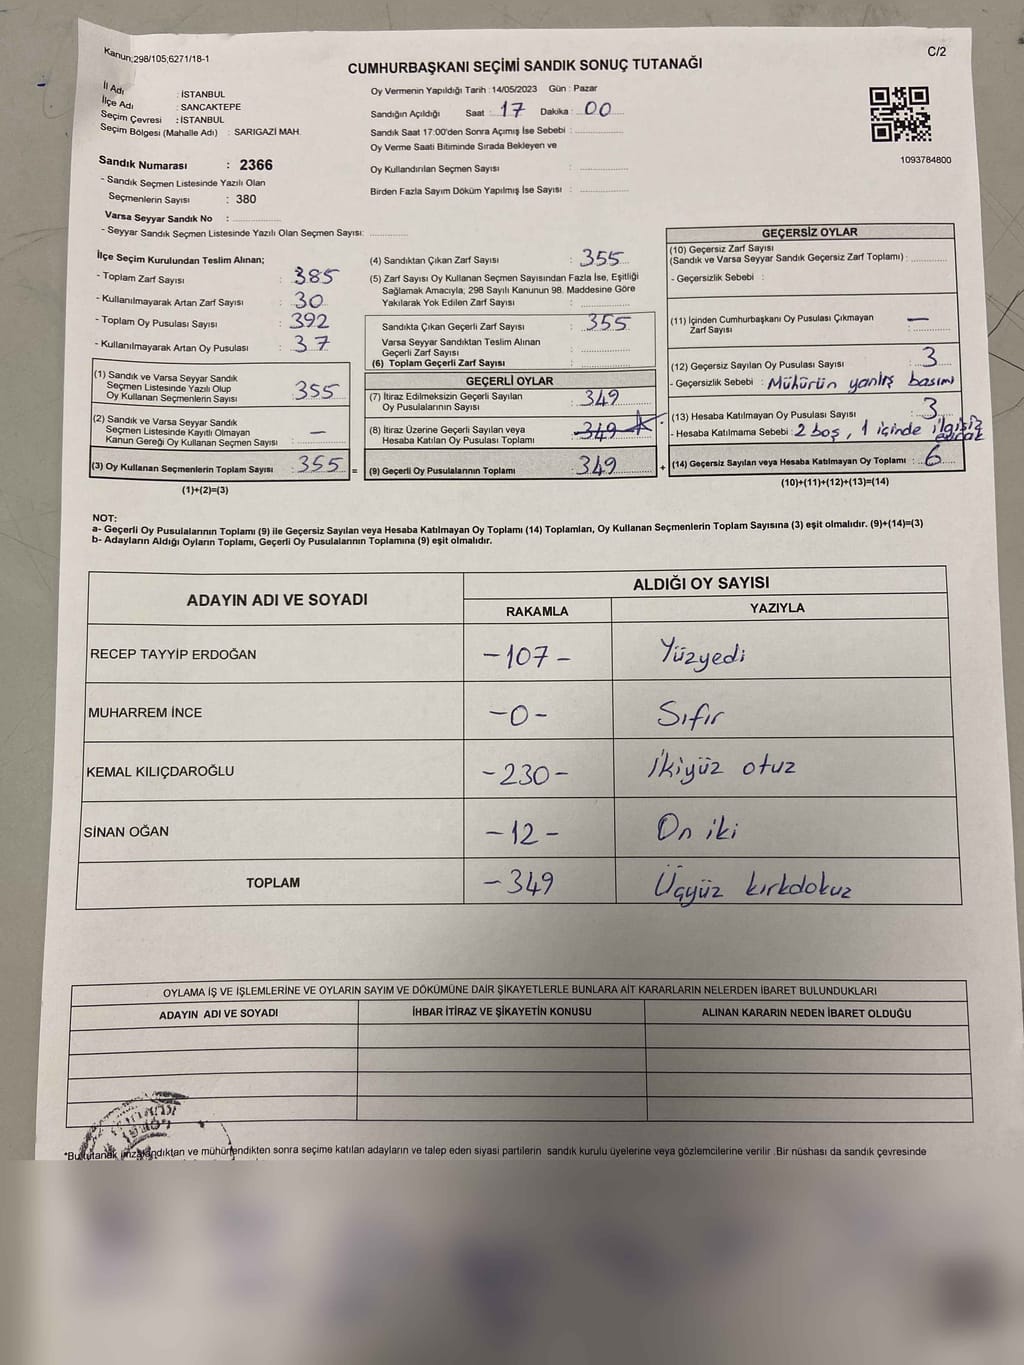 Kanun;298/105;6271/18-1
C/2
CUMHURBAŞKANI SEÇİMİ SANDIK SONUÇ TUTANAĞI
İl Adı : İSTANBUL
İlçe Adı : SANCAKTEPE
Seçim Çevresi : İSTANBUL
Seçim Bölgesi (Mahalle Adı) : SARIGAZİ MAH.
Sandık Numarası : 2366
- Sandık Seçmen Listesinde Yazılı Olan
Seçmenlerin Sayısı : 380
Varsa Seyyar Sandık No : ..............
- Seyyar Sandık Seçmen Listesinde Yazılı Olan Seçmen Sayısı: ............
Oy Vermenin Yapıldığı Tarih : 14/05/2023 Gün : Pazar
Sandığın Açıldığı Saat : 17 Dakika : 00
Sandık Saat 17:00'den Sonra Açımış İse Sebebi : ..............
Oy Verme Saati Bitiminde Sırada Bekleyen ve
Oy Kullandırılan Seçmen Sayısı : ..............
Birden Fazla Sayım Döküm Yapılmış İse Sayısı : ..............
1093784800
İlçe Seçim Kurulundan Teslim Alınan;
- Toplam Zarf Sayısı : 385
- Kullanılmayarak Artan Zarf Sayısı : 30
- Toplam Oy Pusulası Sayısı : 392
- Kullanılmayarak Artan Oy Pusulası : 37
(1) Sandık ve Varsa Seyyar Sandık
Seçmen Listesinde Yazılı Olup
Oy Kullanan Seçmenlerin Sayısı : 355
(2) Sandık ve Varsa Seyyar Sandık
Seçmen Listesinde Kayıtlı Olmayan
Kanun Gereği Oy Kullanan Seçmen Sayısı : —
(3) Oy Kullanan Seçmenlerin Toplam Sayısı : 355 =
(1)+(2)=(3)
(4) Sandıktan Çıkan Zarf Sayısı : 355
(5) Zarf Sayısı Oy Kullanan Seçmen Sayısından Fazla İse, Eşitliği
Sağlamak Amacıyla; 298 Sayılı Kanunun 98. Maddesine Göre
Yakılarak Yok Edilen Zarf Sayısı : ..............
Sandıkta Çıkan Geçerli Zarf Sayısı : 355
Varsa Seyyar Sandıktan Teslim Alınan
Geçerli Zarf Sayısı : ..............
(6) Toplam Geçerli Zarf Sayısı : ..............
GEÇERLİ OYLAR
(7) İtiraz Edilmeksizin Geçerli Sayılan
Oy Pusulalarının Sayısı : 349
(8) İtiraz Üzerine Geçerli Sayılan veya
Hesaba Katılan Oy Pusulası Toplamı : 349
(9) Geçerli Oy Pusulalarının Toplamı : 349 +
GEÇERSİZ OYLAR
(10) Geçersiz Zarf Sayısı
(Sandık ve Varsa Seyyar Sandık Geçersiz Zarf Toplamı) : ............
- Geçersizlik Sebebi :
(11) İçinden Cumhurbaşkanı Oy Pusulası Çıkmayan
Zarf Sayısı : —
(12) Geçersiz Sayılan Oy Pusulası Sayısı : 3
- Geçersizlik Sebebi : Mühürün yanlış basımı
(13) Hesaba Katılmayan Oy Pusulası Sayısı : 3
- Hesaba Katılmama Sebebi : 2 boş, 1 içinde ilgisiz
(14) Geçersiz Sayılan veya Hesaba Katılmayan Oy Toplamı : 6
(10)+(11)+(12)+(13)=(14)
NOT:
a- Geçerli Oy Pusulalarının Toplamı (9) ile Geçersiz Sayılan veya Hesaba Katılmayan Oy Toplamı (14) Toplamları, Oy Kullanan Seçmenlerin Toplam Sayısına (3) eşit olmalıdır. (9)+(14)=(3)
b- Adayların Aldığı Oyların Toplamı, Geçerli Oy Pusulalarının Toplamına (9) eşit olmalıdır.
ADAYIN ADI VE SOYADI
ALDIĞI OY SAYISI
RAKAMLA YAZIYLA
RECEP TAYYİP ERDOĞAN -107- Yüzyedi
MUHARREM İNCE -0- Sıfır
KEMAL KILIÇDAROĞLU -230- İkiyüz otuz
SİNAN OĞAN -12- On iki
TOPLAM -349 Üçyüz kırkdokuz
OYLAMA İŞ VE İŞLEMLERİNE VE OYLARIN SAYIM VE DÖKÜMÜNE DAİR ŞİKAYETLERLE BUNLARA AİT KARARLARIN NELERDEN İBARET BULUNDUKLARI
ADAYIN ADI VE SOYADI İHBAR İTİRAZ VE ŞİKAYETİN KONUSU ALINAN KARARIN NEDEN İBARET OLDUĞU
*Bu tutanak imzalandıktan ve mühürlendikten sonra seçime katılan adayların ve talep eden siyasi partilerin sandık kurulu üyelerine veya gözlemcilerine verilir .Bir nüshası da sandık çevresinde